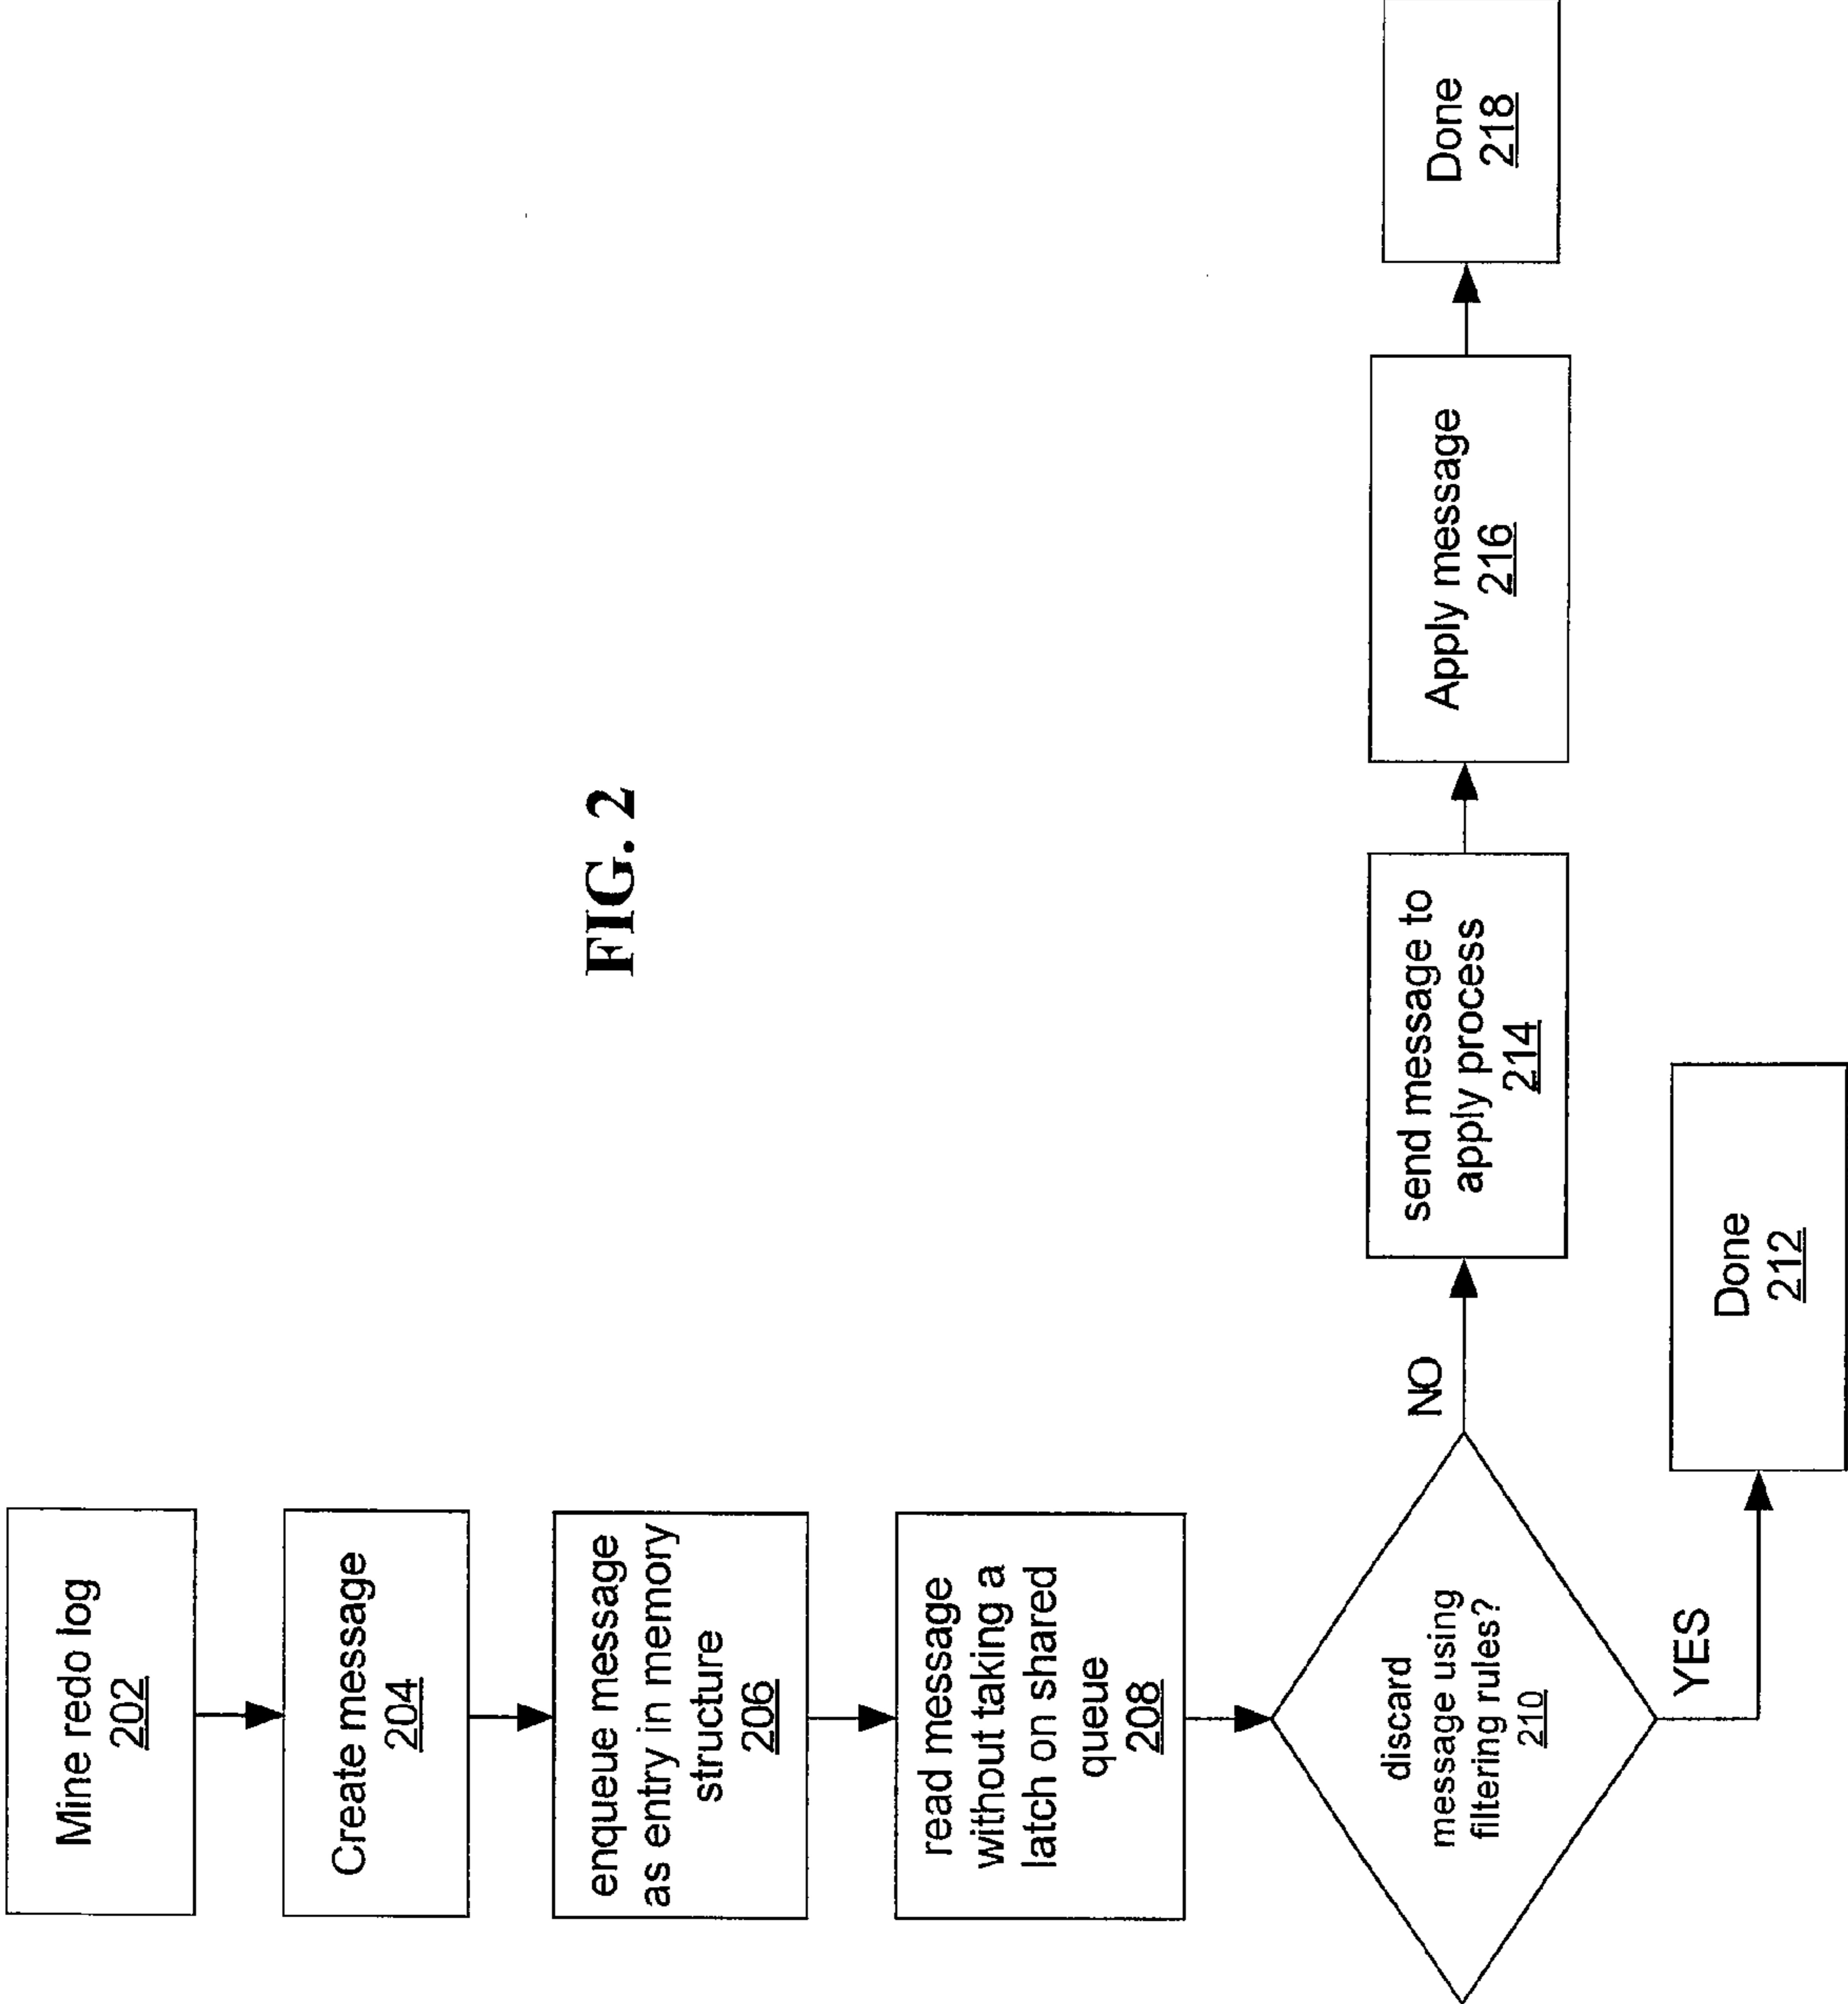 Mine redo log
202
Create message
204
enqueue message
as entry in memory
structure
206
read message
without taking a
latch on shared
queue
208
discard
message using
filtering rules?
210
YES
Done
212
NO
send message to
apply process
214
Apply message
216
Done
218
FIG. 2